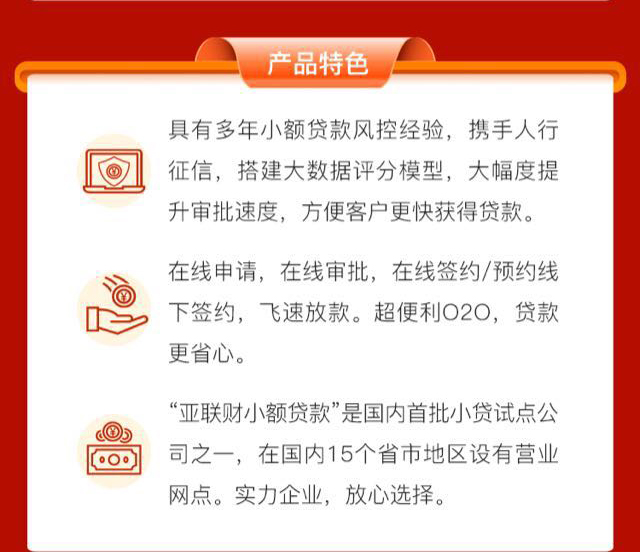 产品特色
具有多年小额贷款风控经验，携手人行
征信，搭建大数据评分模型，大幅度提
升审批速度，方便客户更快获得贷款。
在线申请，在线审批，在线签约/预约线
下签约，飞速放款。超便利O2O，贷款
更省心。
“亚联财小额贷款”是国内首批小贷试点公
司之一，在国内15个省市地区设有营业
网点。实力企业，放心选择。